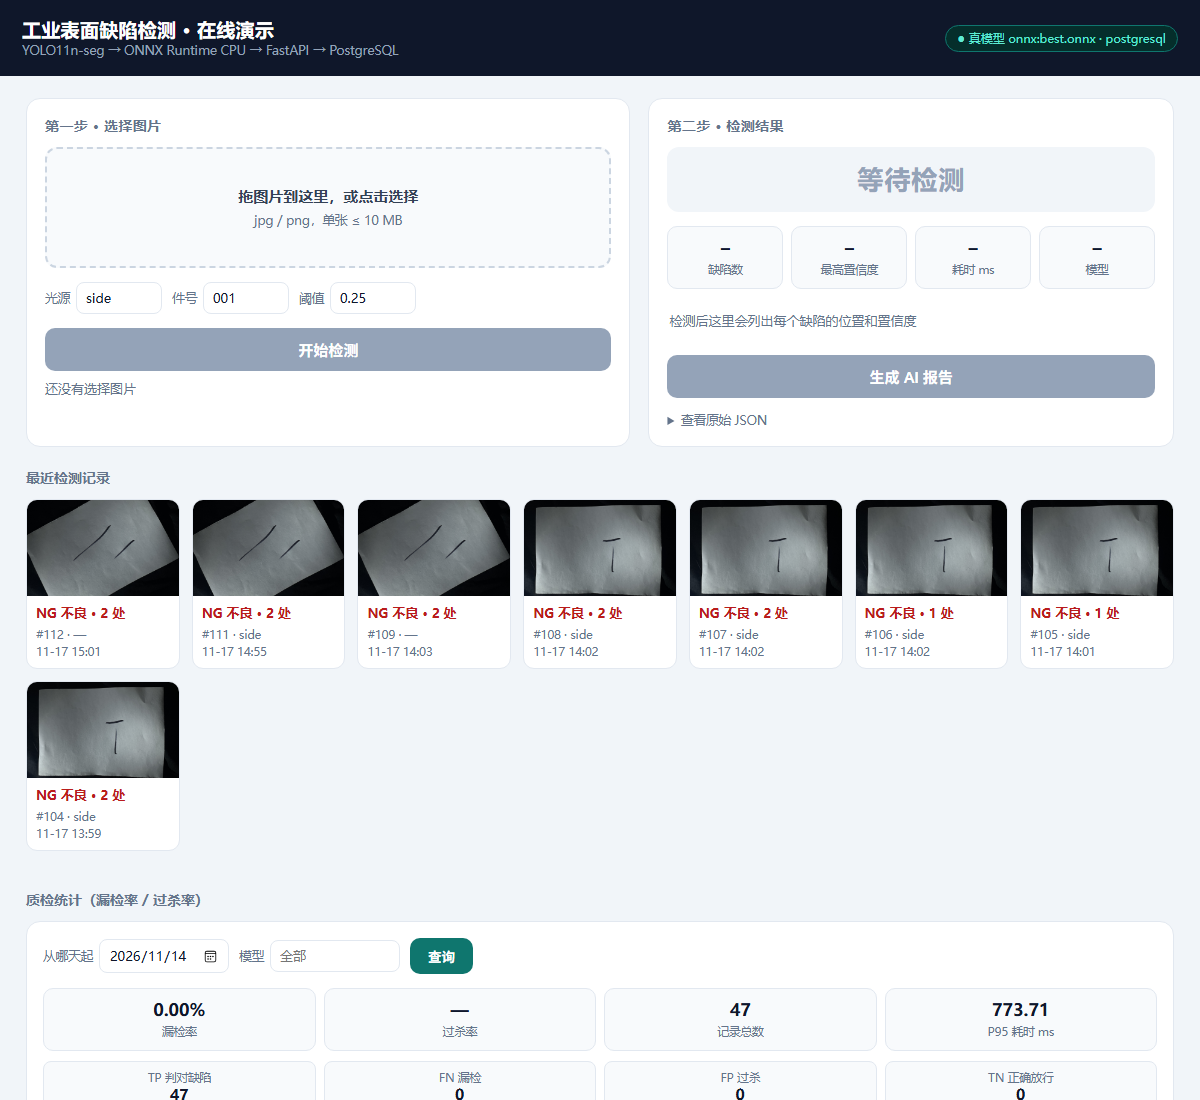 工业表面缺陷检测 • 在线演示
YOLO11n-seg → ONNX Runtime CPU → FastAPI → PostgreSQL
● 真模型 onnx:best.onnx · postgresql
第一步 • 选择图片
拖图片到这里，或点击选择
jpg / png，单张 ≤ 10 MB
光源 side 件号 001 阈值 0.25
开始检测
还没有选择图片
第二步 • 检测结果
等待检测
– – – –
缺陷数 最高置信度 耗时 ms 模型
检测后这里会列出每个缺陷的位置和置信度
生成 AI 报告
▶ 查看原始 JSON
最近检测记录
NG 不良 • 2 处
#112 · —
11-17 15:01
NG 不良 • 2 处
#111 · side
11-17 14:55
NG 不良 • 2 处
#109 · —
11-17 14:03
NG 不良 • 2 处
#108 · side
11-17 14:02
NG 不良 • 2 处
#107 · side
11-17 14:02
NG 不良 • 1 处
#106 · side
11-17 14:02
NG 不良 • 1 处
#105 · side
11-17 14:01
NG 不良 • 2 处
#104 · side
11-17 13:59
质检统计（漏检率 / 过杀率）
从哪天起 2026/11/14 模型 全部 查询
0.00%
漏检率
—
过杀率
47
记录总数
773.71
P95 耗时 ms
TP 判对缺陷
47
FN 漏检
0
FP 过杀
0
TN 正确放行
0